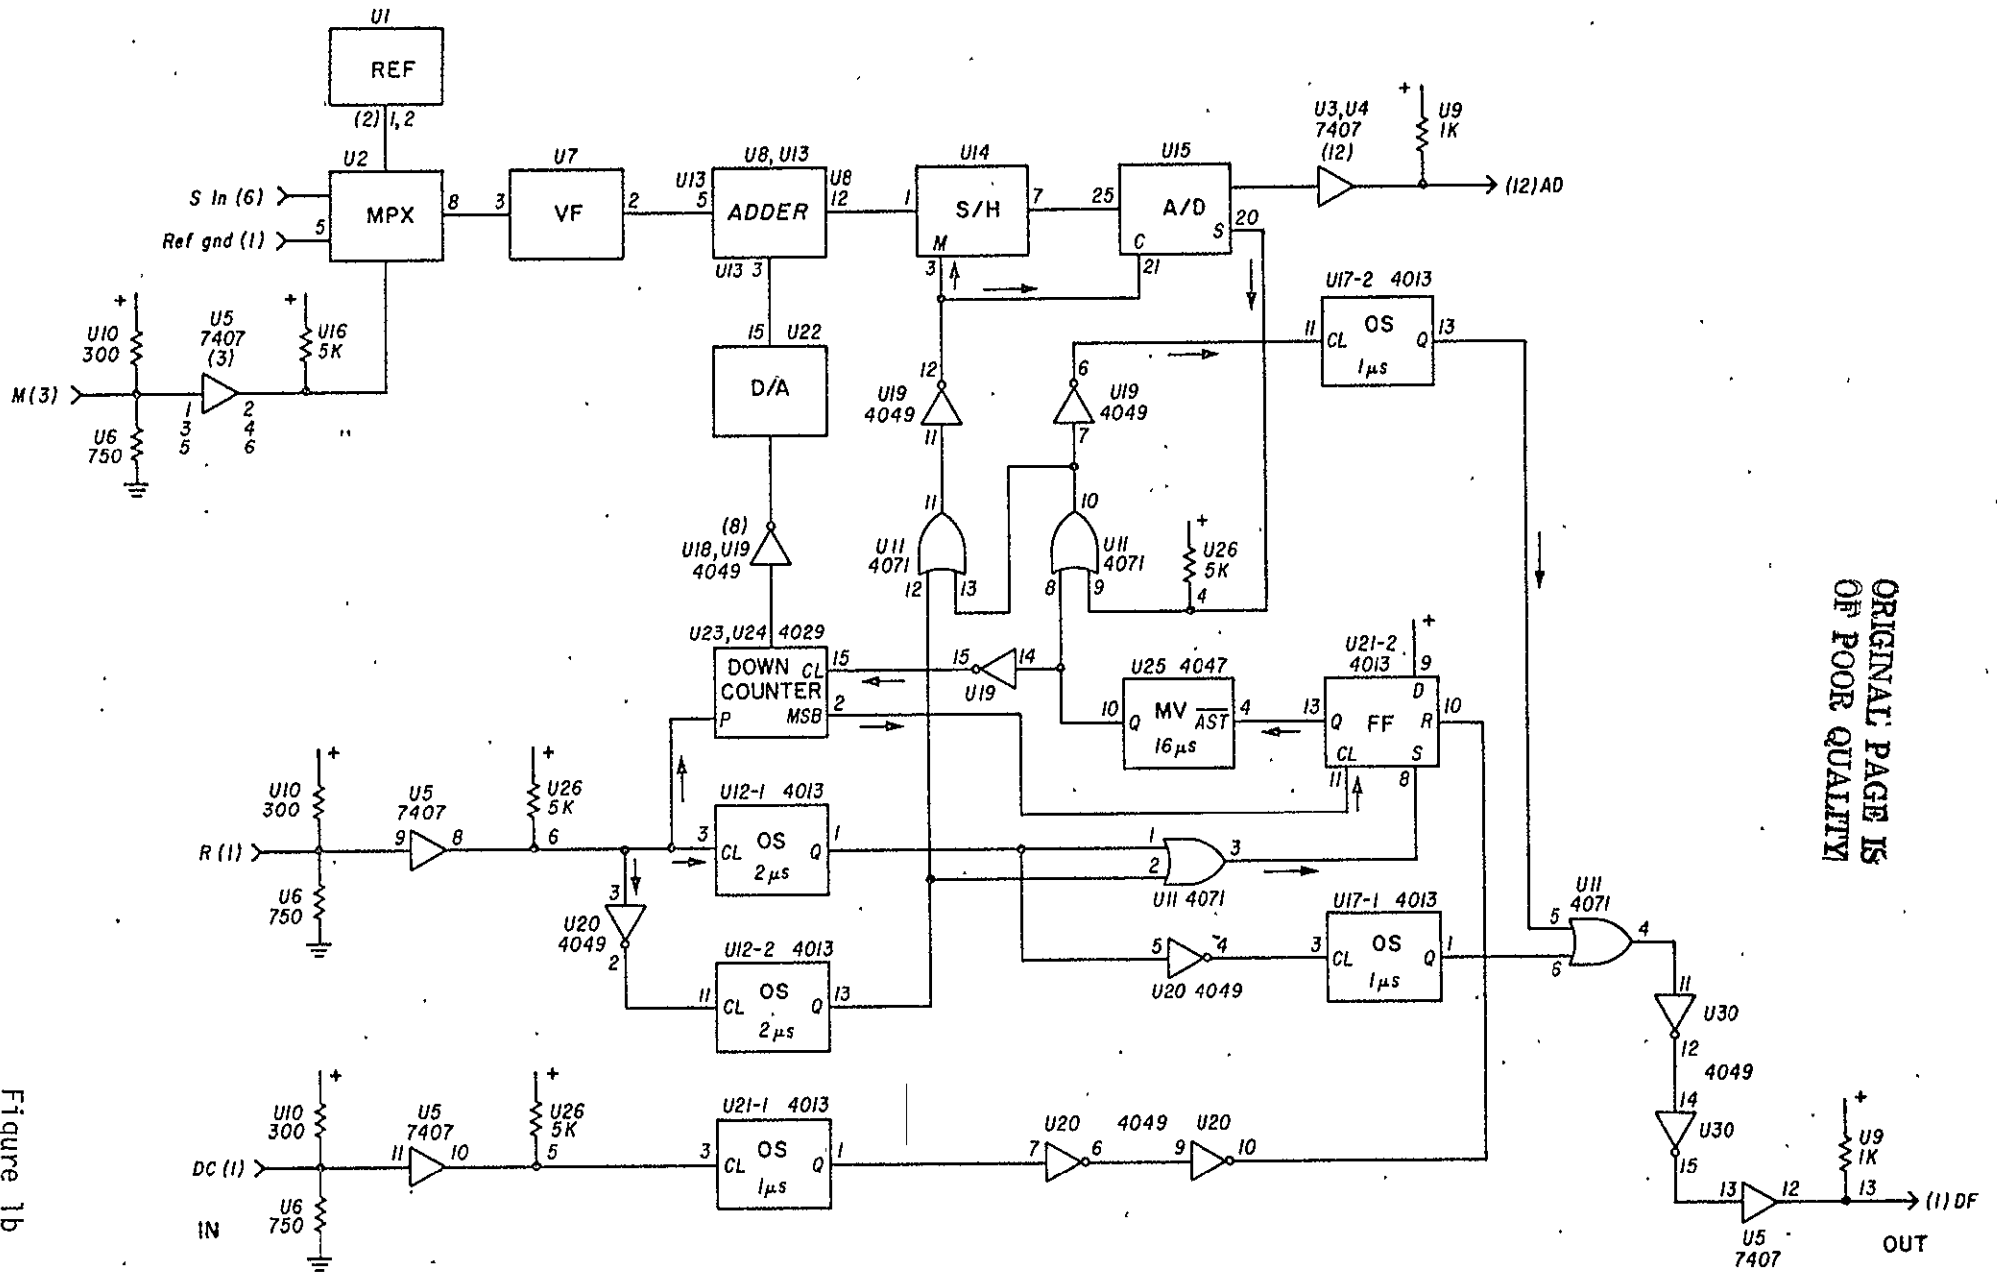 U1
REF
(2) 1, 2
U2
MPX
S In (6)
Ref gnd (1)
5
8
U7
3
VF
2
U8, U13
U13
5
ADDER
U8
12
U13 3
U14
1
S/H
M
3
7
U15
25
A/D
C
S
21
20
U3, U4
7407
(12)
+
U9
1K
(12) AD
M(3)
+
U10
300
U6
750
U5
7407
(3)
1
3
5
2
4
6
+
U16
5K
15 U22
D/A
(8)
U18, U19
4049
12
U19
4049
11
6
U19
4049
7
U17-2 4013
11
CL
OS
1µs
Q
13
11
U11
4071
12
13
10
U11
4071
8
9
+
U26
5K
4
U23, U24 4029
DOWN
COUNTER
CL
P
MSB
15
2
15
14
U19
U25 4047
10
Q
MV
AST
16µs
4
U21-2
4013
+
9
D
13
Q
FF
R
10
CL
S
11
8
R(1)
+
U10
300
U6
750
U5
7407
9
8
+
U26
5K
6
U12-1 4013
3
CL
OS
2µs
Q
1
1
2
3
U11 4071
3
U20
4049
2
U12-2 4013
11
CL
OS
2µs
Q
13
5
4
U20 4049
U17-1 4013
3
CL
OS
1µs
Q
1
U11
4071
5
6
4
11
U30
12
4049
14
U30
15
DC (1)
+
U10
300
U6
750
U5
7407
11
10
+
U26
5K
5
U21-1 4013
3
CL
OS
1µs
Q
1
U20 4049 U20
7
6
9
10
13
12
U5
7407
+
U9
1K
13
(1) DF
IN
OUT
ORIGINAL PAGE IS
OF POOR QUALITY
Figure 1b